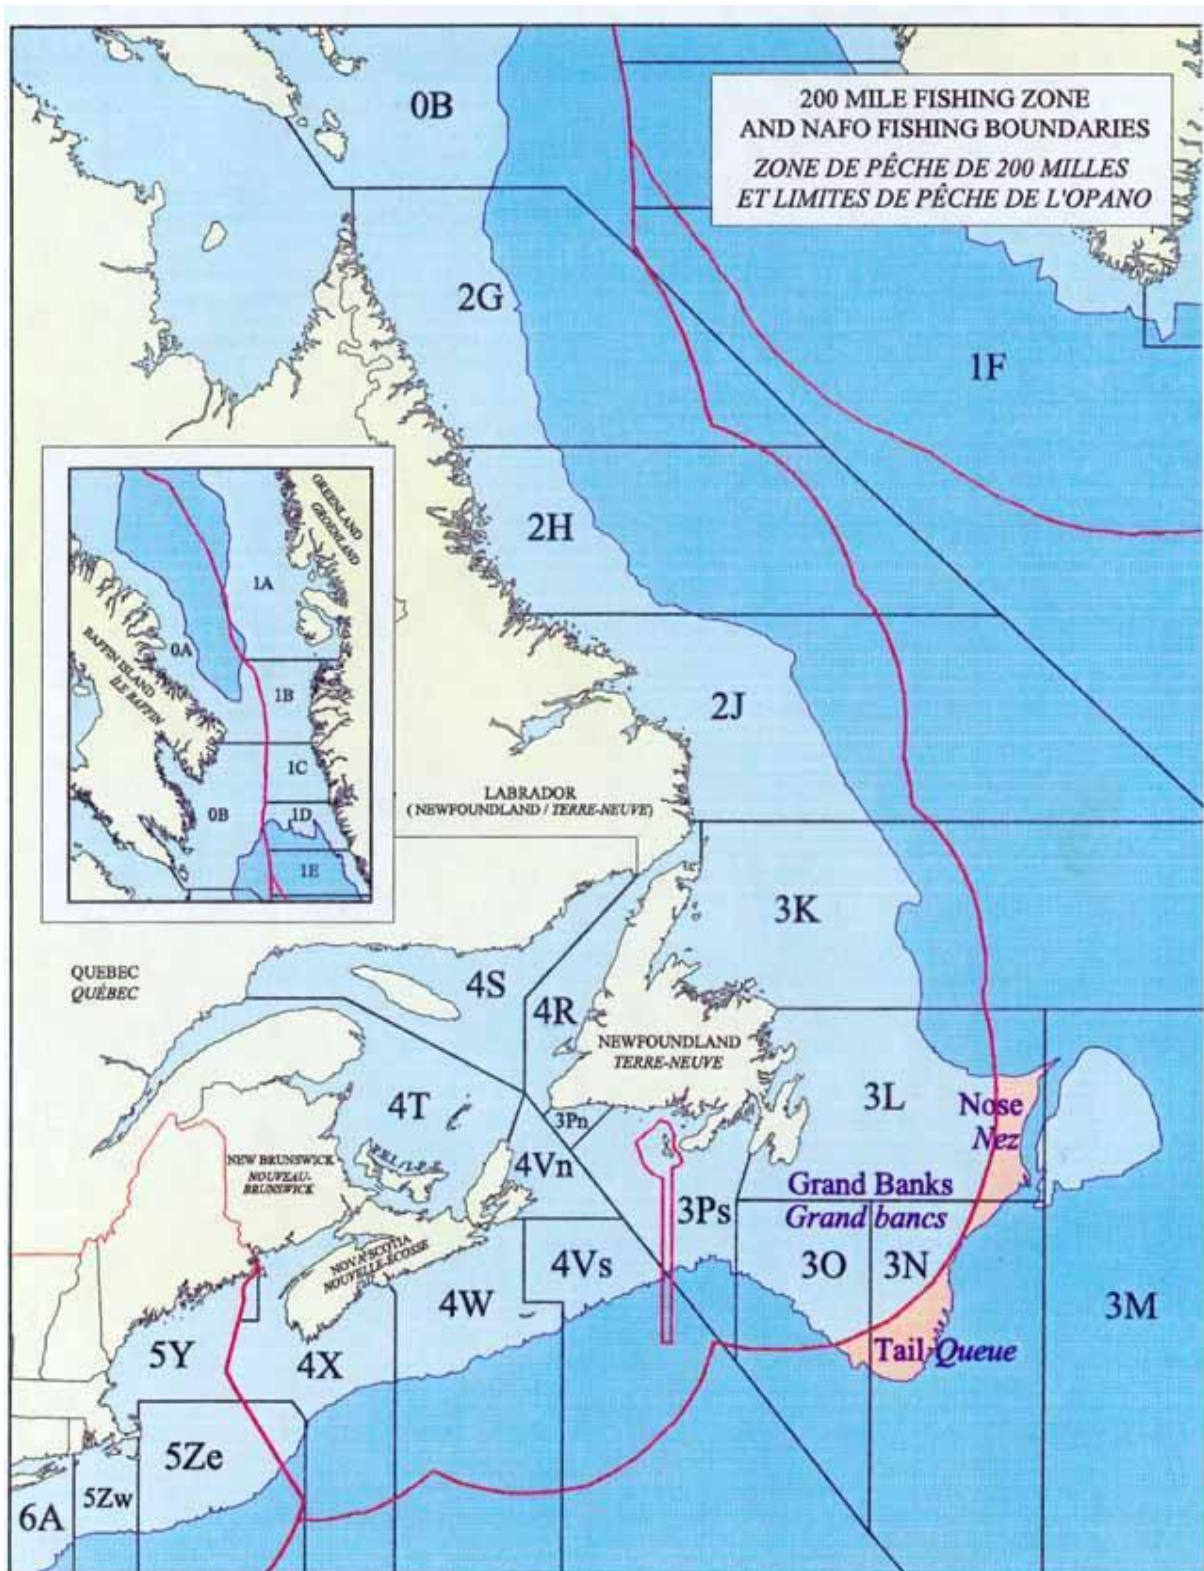 200 MILE FISHING ZONE
AND NAFO FISHING BOUNDARIES
ZONE DE PÊCHE DE 200 MILLES
ET LIMITES DE PÊCHE DE L'OPANO
0B
2G
1F
2H
2J
GREENLAND
GROENLAND
1A
0A
BAFFIN ISLAND
ÎLE BAFFIN
1B
1C
0B
1D
1E
LABRADOR
( NEWFOUNDLAND / TERRE-NEUVE)
3K
QUEBEC
QUÉBEC
4S
4R
NEWFOUNDLAND
TERRE-NEUVE
4T
3Pn
3L
Nose
Nez
NEW BRUNSWICK
NOUVEAU-
BRUNSWICK
P.E.I. / I.-P.-É.
4Vn
3Ps
Grand Banks
Grand bancs
NOVA SCOTIA
NOUVELLE-ÉCOSSE
4W
4Vs
3O
3N
3M
5Y
4X
Tail-Queue
5Ze
5Zw
6A